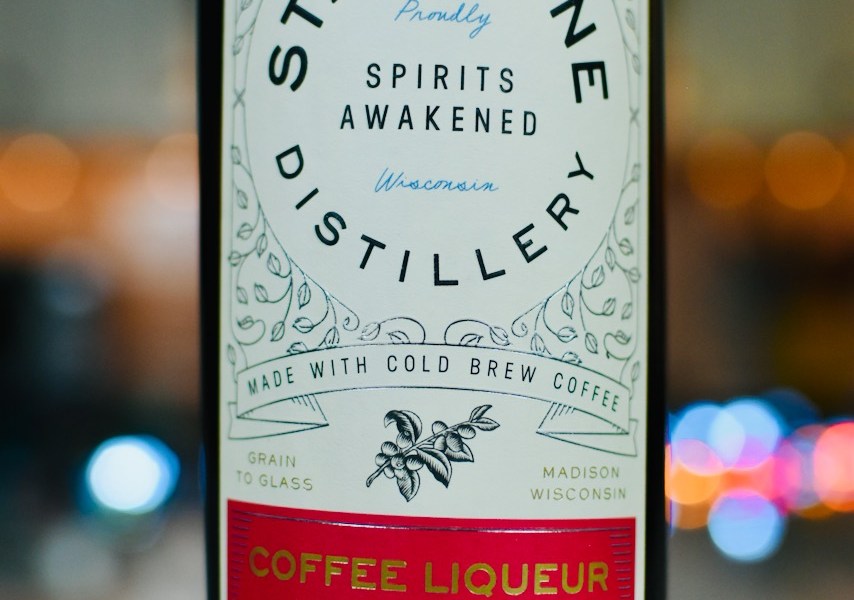 Proudly
SPIRITS
AWAKENED
Wisconsin
DISTILLERY
MADE WITH COLD BREW COFFEE
GRAIN
TO GLASS
MADISON
WISCONSIN
COFFEE LIQUEUR